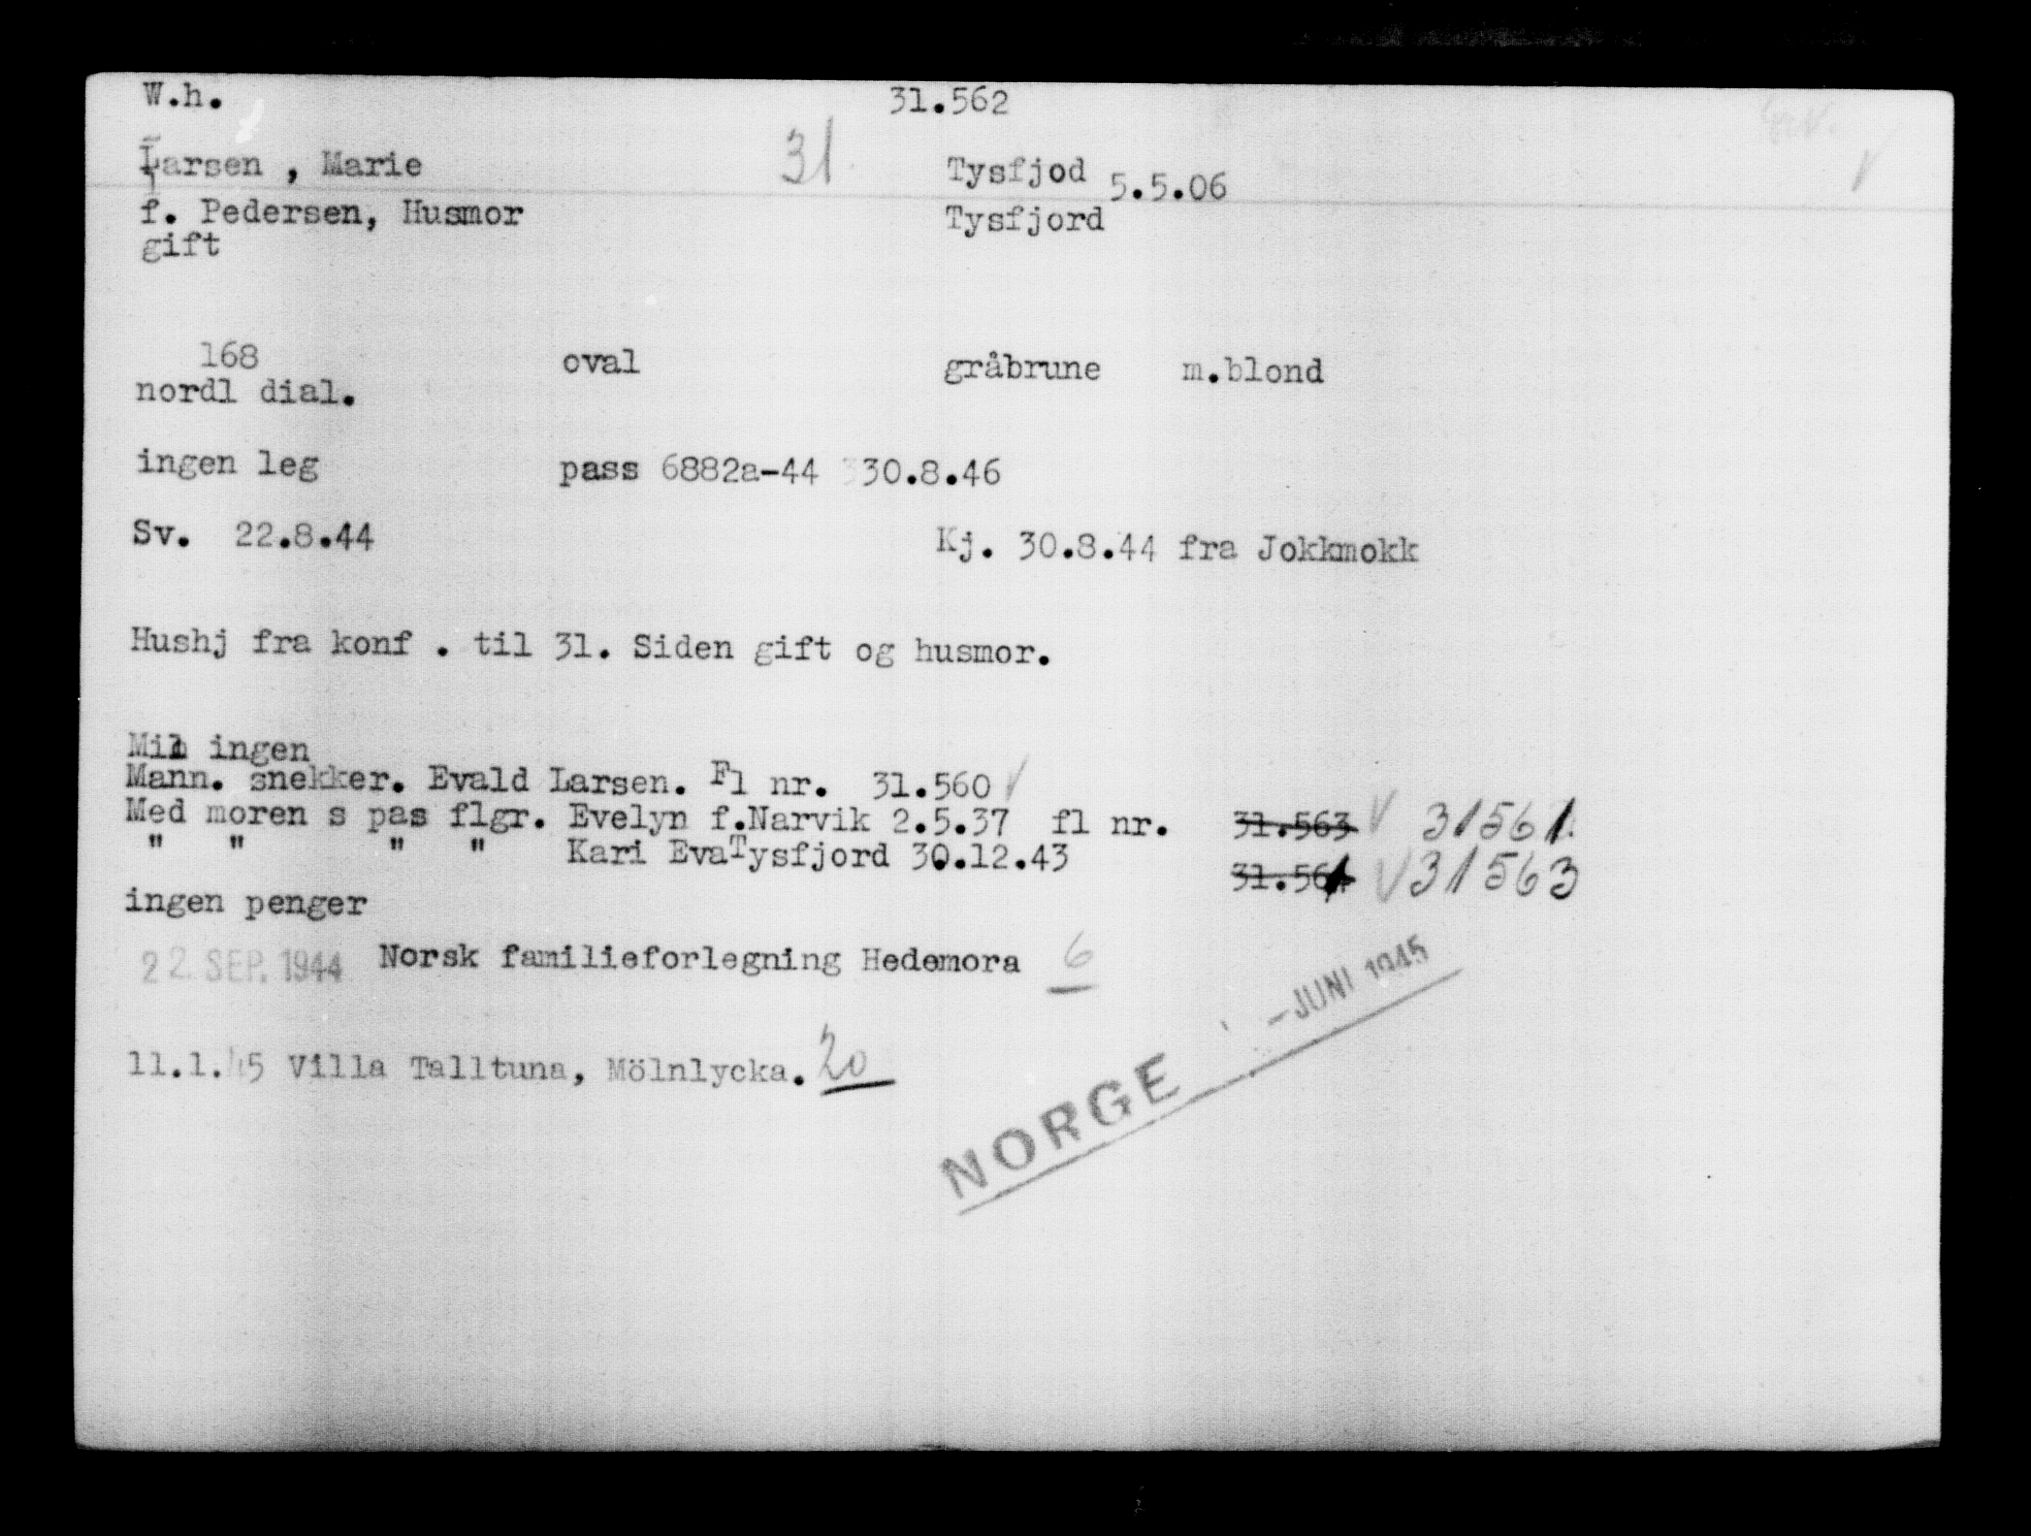 W.h. 31.562
Larsen , Marie 31 Tysfjod 5.5.06
f. Pedersen, Husmor Tysfjord
gift
168 oval gråbrune m.blond
nordl dial.
ingen leg pass 6882a-44 30.8.46
Sv. 22.8.44 Kj. 30.8.44 fra Jokkmokk
Hushj fra konf . til 31. Siden gift og husmor.
Mil ingen
Mann. snekker. Evald Larsen. Fl nr. 31.560 V
Med moren s pas flgr. Evelyn f.Narvik 2.5.37 fl nr. 31.563 V 31561.
" " " " Kari Eva Tysfjord 30.12.43 31.564 V 31563
ingen penger
22. SEP. 1944 Norsk familieforlegning Hedemora 6
- JUNI 1945
11.1.45 Villa Talltuna, Mölnlycka. 20
NORGE